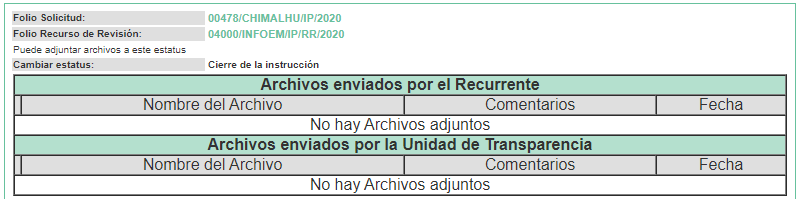 Folio Solicitud: 00478/CHIMALHU/IP/2020
Folio Recurso de Revisión: 04000/INFOEM/IP/RR/2020
Puede adjuntar archivos a este estatus
Cambiar estatus: Cierre de la instrucción
Archivos enviados por el Recurrente
Nombre del Archivo Comentarios Fecha
No hay Archivos adjuntos
Archivos enviados por la Unidad de Transparencia
Nombre del Archivo Comentarios Fecha
No hay Archivos adjuntos